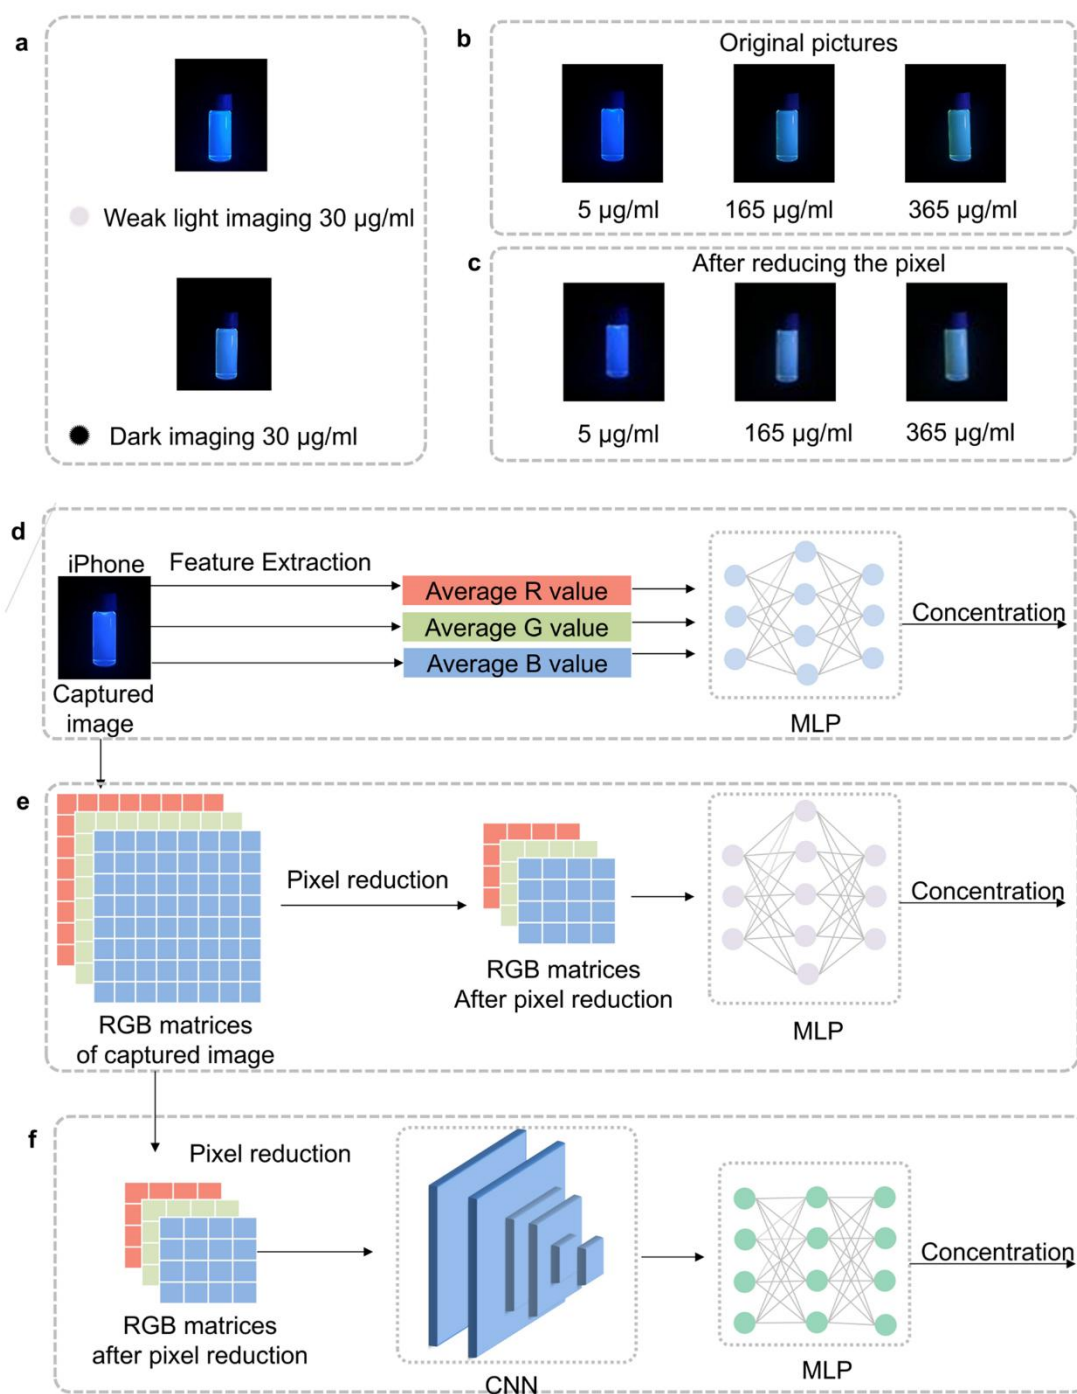 a
Weak light imaging 30 µg/ml
Dark imaging 30 µg/ml
b
Original pictures
5 µg/ml
165 µg/ml
365 µg/ml
c
After reducing the pixel
5 µg/ml
165 µg/ml
365 µg/ml
d
iPhone
Captured
image
Feature Extraction
Average R value
Average G value
Average B value
MLP
Concentration
e
RGB matrices
of captured image
Pixel reduction
RGB matrices
After pixel reduction
MLP
Concentration
f
Pixel reduction
RGB matrices
after pixel reduction
CNN
MLP
Concentration